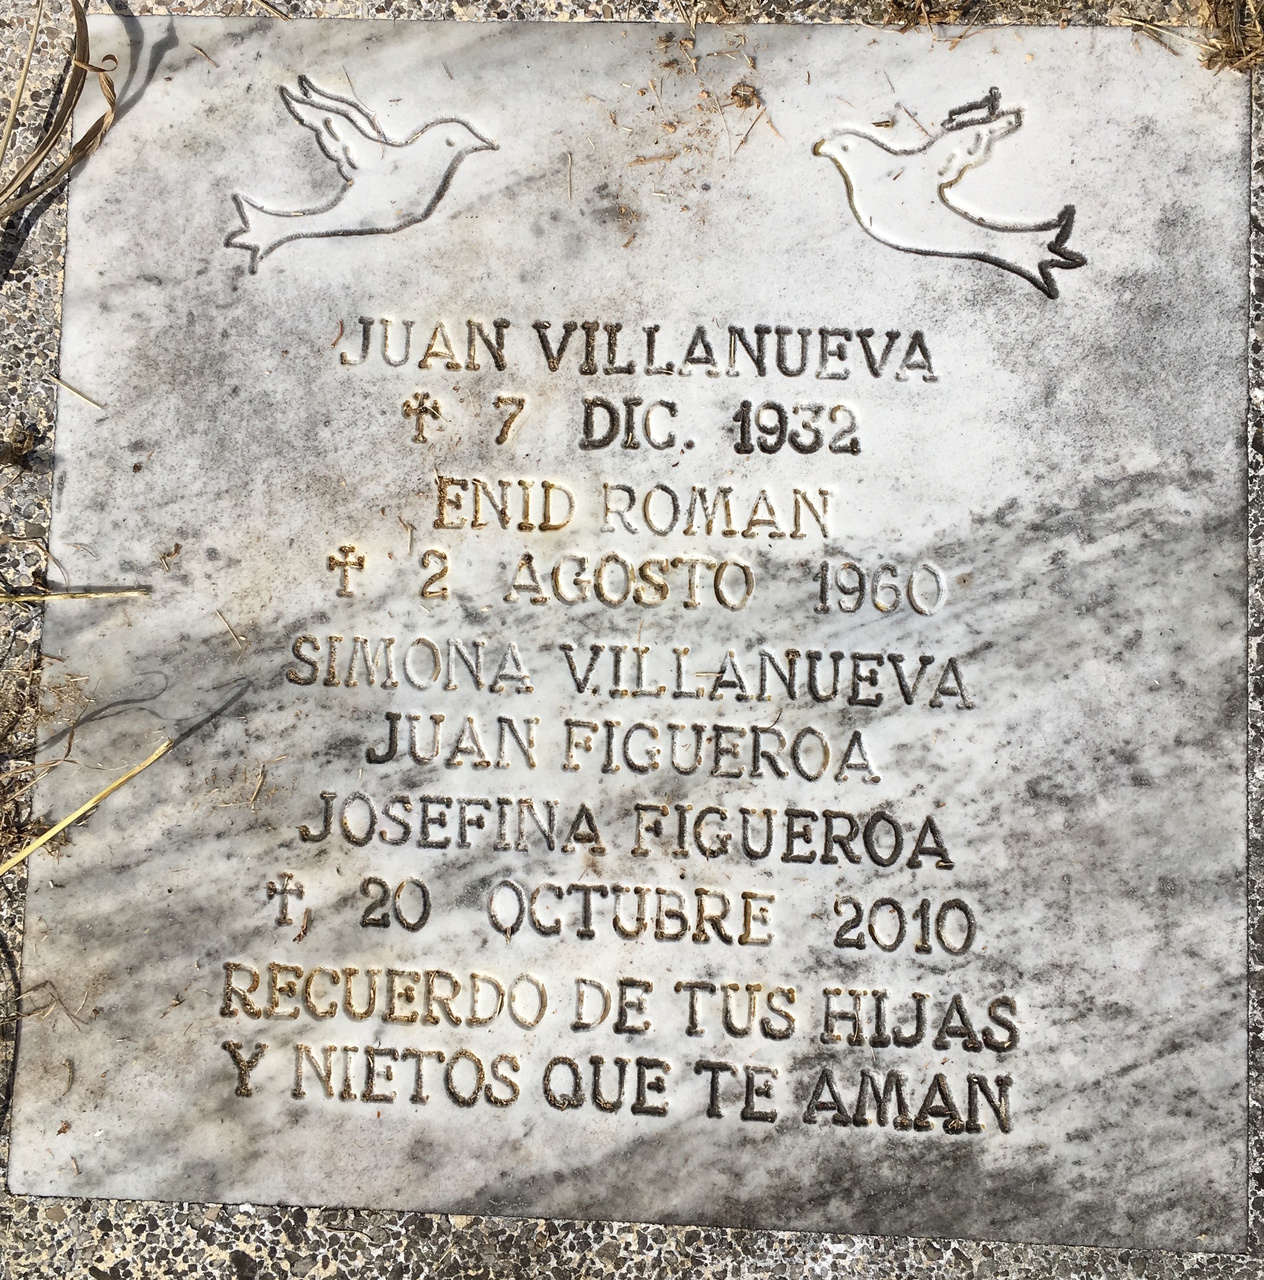 JUAN VILLANUEVA
✝ 7 DIC. 1932
ENID ROMAN
✝ 2 AGOSTO 1960
SIMONA VILLANUEVA
JUAN FIGUEROA
JOSEFINA FIGUEROA
✝ 20 OCTUBRE 2010
RECUERDO DE TUS HIJAS
Y NIETOS QUE TE AMAN